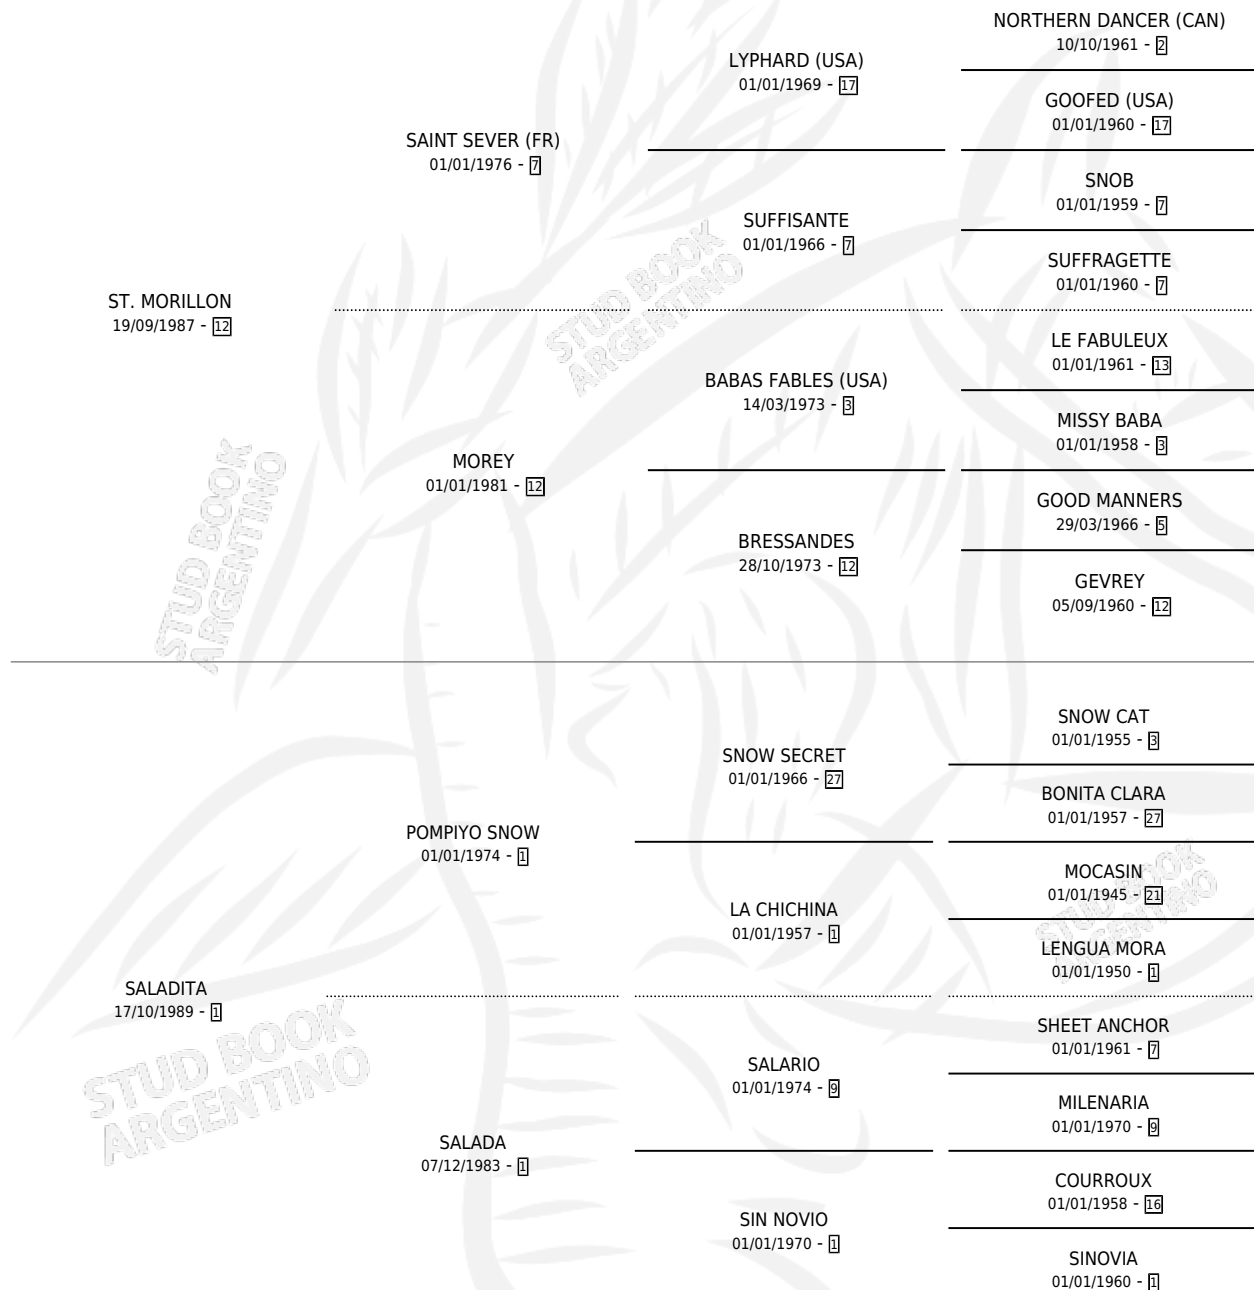 NORTHERN DANCER (CAN)
10/10/1961 - 2
LYPHARD (USA)
01/01/1969 - 17
GOOFED (USA)
01/01/1960 - 17
SAINT SEVER (FR)
01/01/1976 - 7
SNOB
01/01/1959 - 7
SUFFISANTE
01/01/1966 - 7
SUFFRAGETTE
01/01/1960 - 7
ST. MORILLON
19/09/1987 - 12
LE FABULEUX
01/01/1961 - 13
BABAS FABLES (USA)
14/03/1973 - 3
MISSY BABA
01/01/1958 - 3
MOREY
01/01/1981 - 12
GOOD MANNERS
29/03/1966 - 5
BRESSANDES
28/10/1973 - 12
GEVREY
05/09/1960 - 12
STUD BOOK
ARGENTINO
STUD BOOK
ARGENTINO
SNOW CAT
01/01/1955 - 3
SNOW SECRET
01/01/1966 - 27
BONITA CLARA
01/01/1957 - 27
POMPIYO SNOW
01/01/1974 - 1
MOCASIN
01/01/1945 - 21
LA CHICHINA
01/01/1957 - 1
LENGUA MORA
01/01/1950 - 1
STUD BOOK
ARGENTINO
SALADITA
17/10/1989 - 1
SHEET ANCHOR
01/01/1961 - 7
SALARIO
01/01/1974 - 9
MILENARIA
01/01/1970 - 9
SALADA
07/12/1983 - 1
COURROUX
01/01/1958 - 16
SIN NOVIO
01/01/1970 - 1
SINOVIA
01/01/1960 - 1
STUD BOOK
ARGENTINO